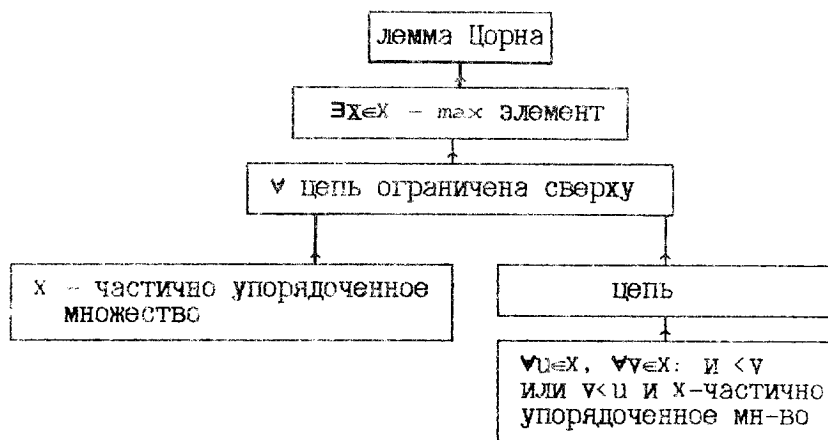 лемма Цорна
∃x∈X – max элемент
∀ цепь ограничена сверху
X – частично упорядоченное
множество
цепь
∀u∈X, ∀v∈X: и <v
или v<u и X-частично
упорядоченное мн-во